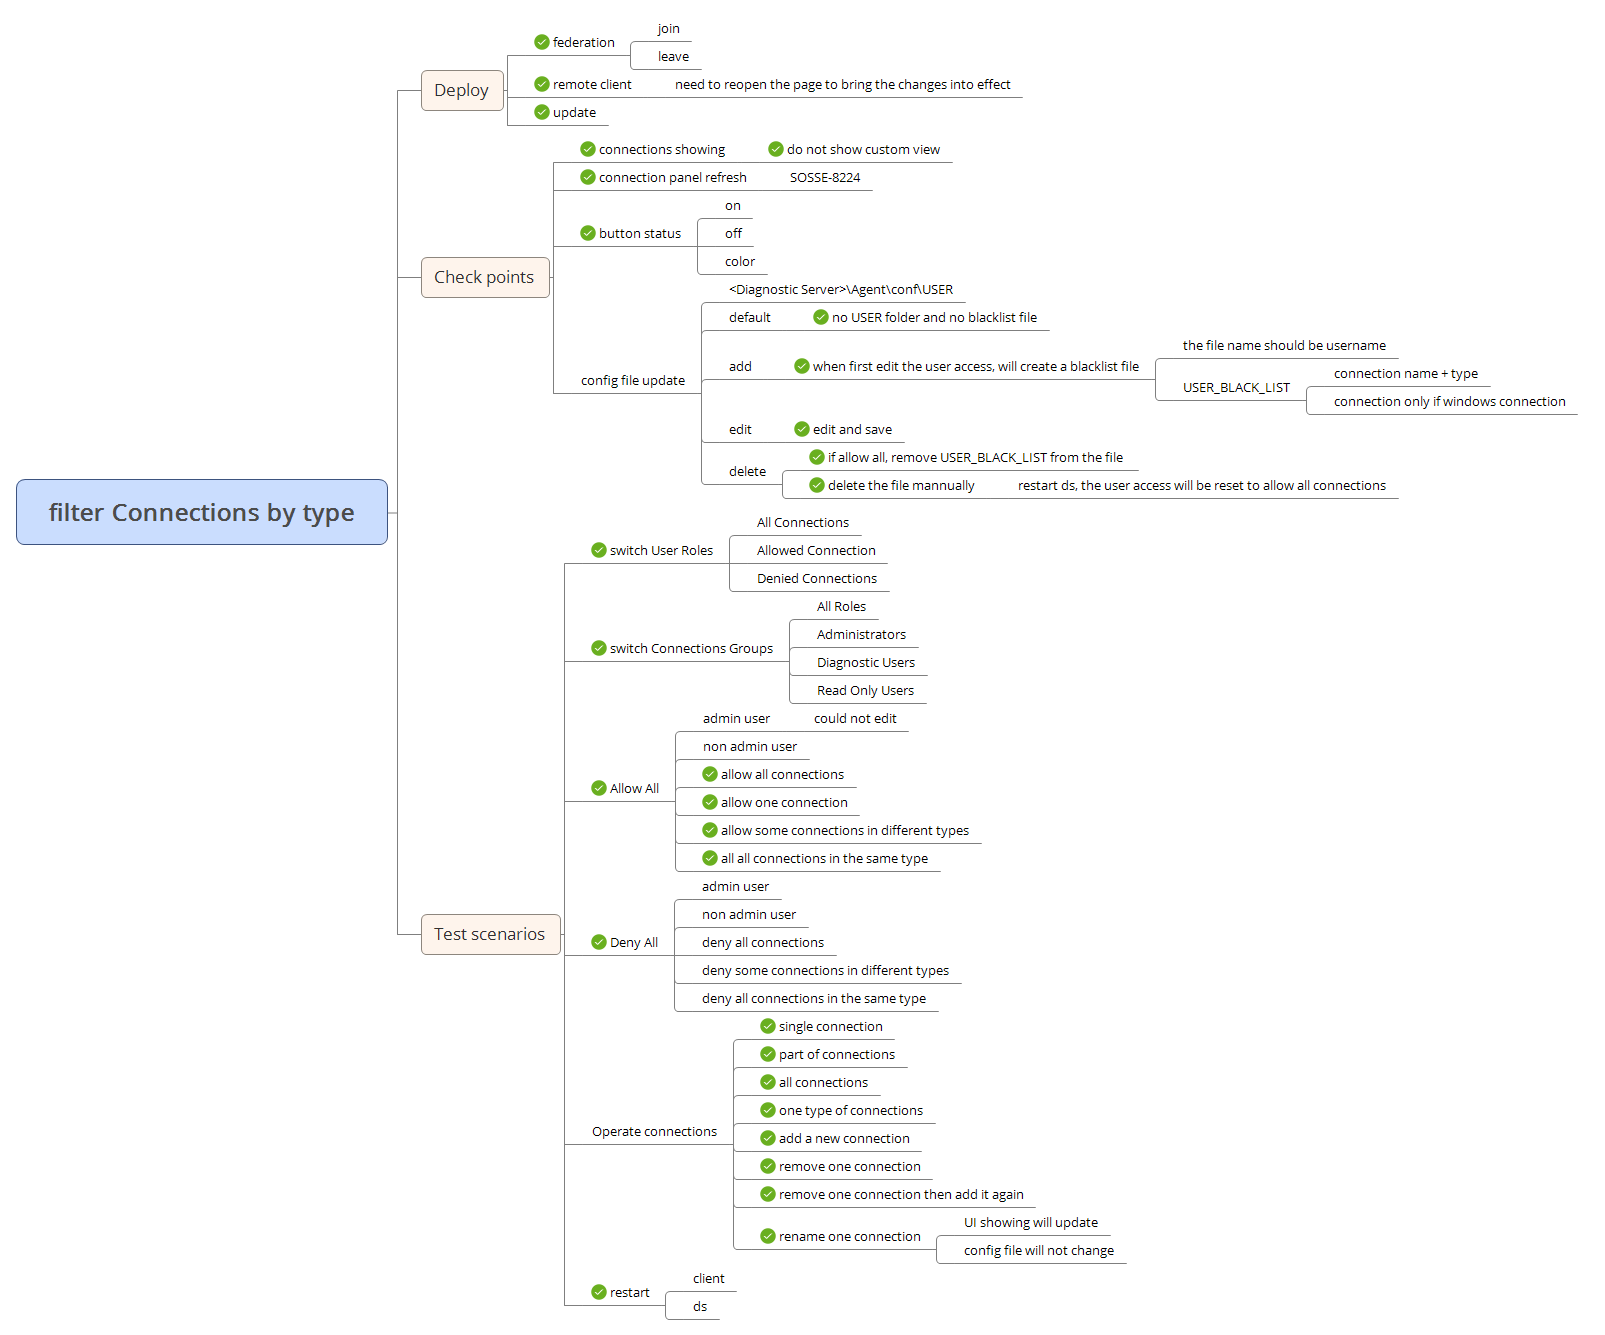 filter Connections by type
Deploy
federation
join
leave
remote client
need to reopen the page to bring the changes into effect
update
Check points
connections showing
do not show custom view
connection panel refresh
SOSSE-8224
button status
on
off
color
config file update
<Diagnostic Server>\Agent\conf\USER
default
no USER folder and no blacklist file
add
when first edit the user access, will create a blacklist file
the file name should be username
USER_BLACK_LIST
connection name + type
connection only if windows connection
edit
edit and save
delete
if allow all, remove USER_BLACK_LIST from the file
delete the file mannually
restart ds, the user access will be reset to allow all connections
Test scenarios
switch User Roles
All Connections
Allowed Connection
Denied Connections
switch Connections Groups
All Roles
Administrators
Diagnostic Users
Read Only Users
Allow All
admin user
could not edit
non admin user
allow all connections
allow one connection
allow some connections in different types
all all connections in the same type
Deny All
admin user
non admin user
deny all connections
deny some connections in different types
deny all connections in the same type
Operate connections
single connection
part of connections
all connections
one type of connections
add a new connection
remove one connection
remove one connection then add it again
rename one connection
UI showing will update
config file will not change
restart
client
ds